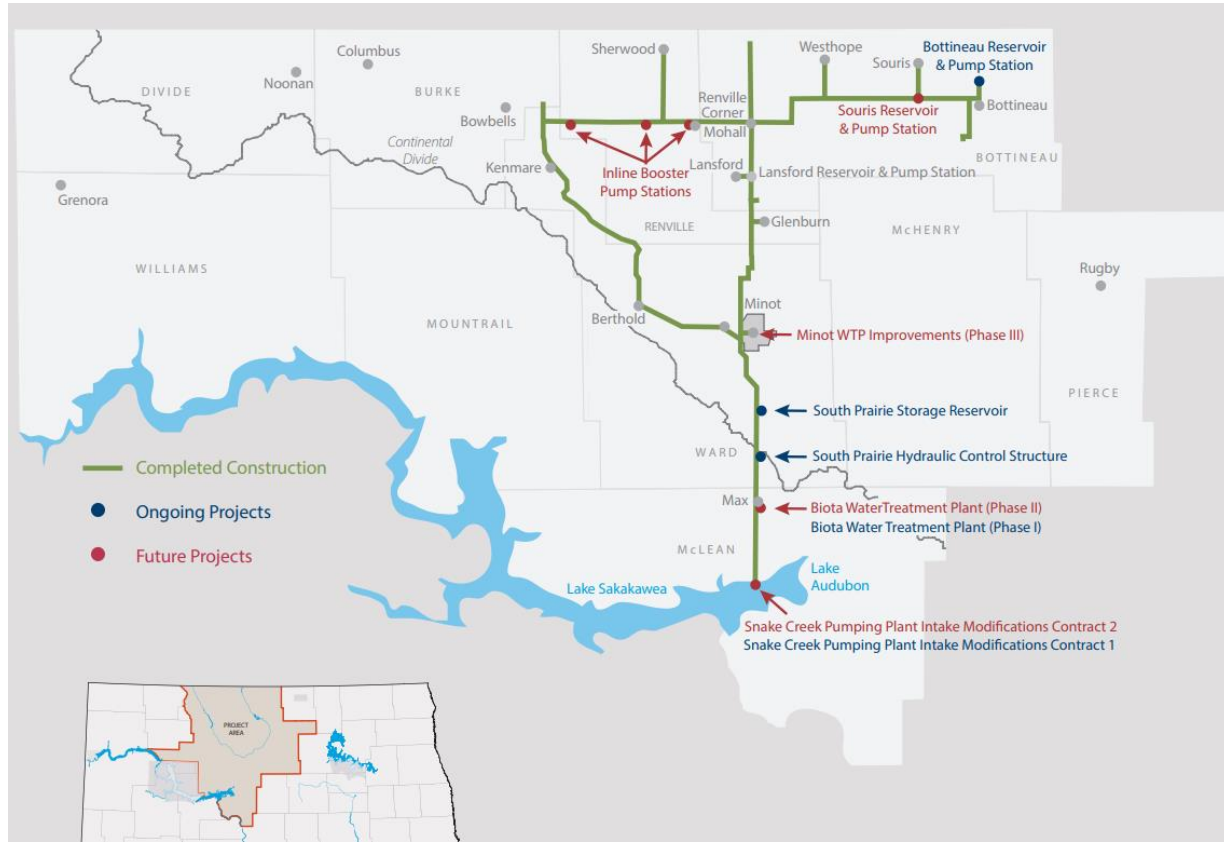 Sherwood
Westhope
Souris
Bottineau Reservoir
& Pump Station
Columbus
Noonan
DIVIDE
BURKE
Bowbells
Renville
Corner
Mohall
Souris Reservoir
& Pump Station
Bottineau
BOTTINEAU
Continental
Divide
Kenmare
Inline Booster
Pump Stations
Lansford
Lansford Reservoir & Pump Station
Grenora
RENVILLE
Glenburn
McHENRY
WILLIAMS
MOUNTRAIL
Rugby
Berthold
Minot
Minot WTP Improvements (Phase III)
PIERCE
South Prairie Storage Reservoir
WARD
South Prairie Hydraulic Control Structure
Completed Construction
Ongoing Projects
Future Projects
Max
Biota WaterTreatment Plant (Phase II)
Biota Water Treatment Plant (Phase I)
McLEAN
Lake Sakakawea
Lake
Audubon
Snake Creek Pumping Plant Intake Modifications Contract 2
Snake Creek Pumping Plant Intake Modifications Contract 1
PROJECT
AREA